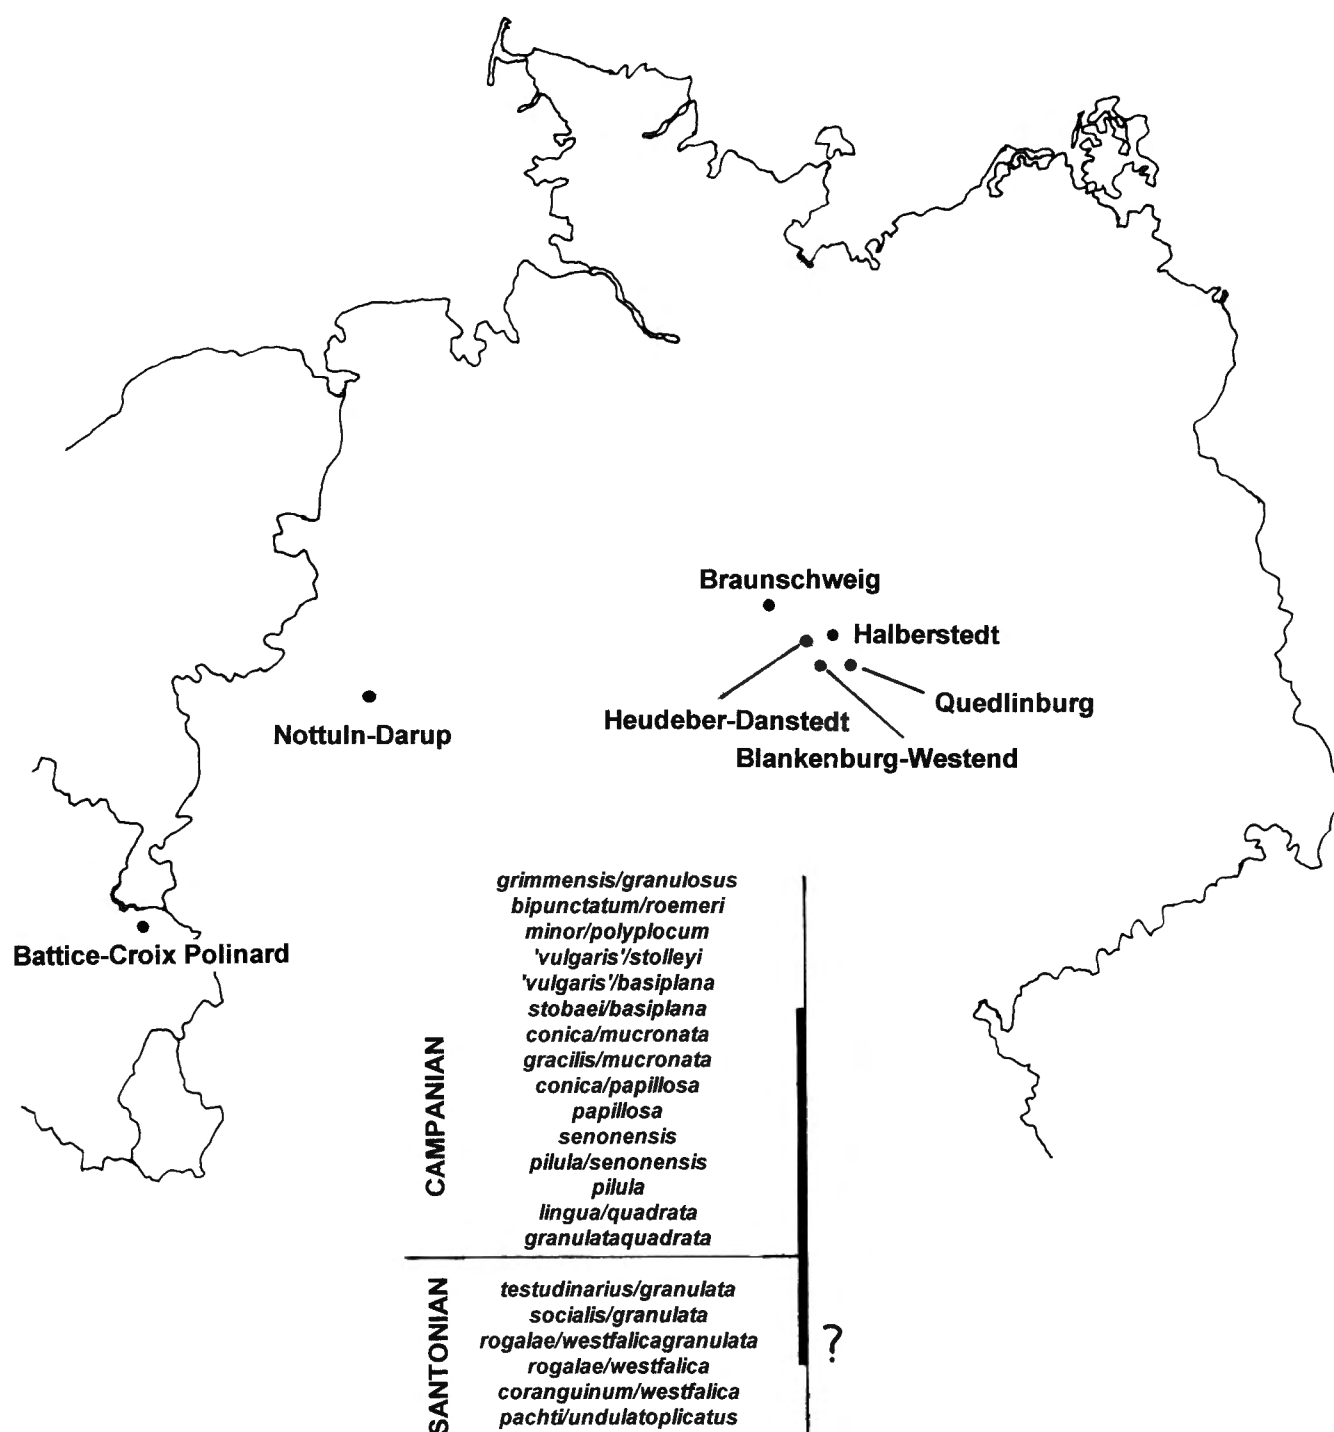 Braunschweig
Halberstedt
Quedlinburg
Heudeber-Danstedt
Blankenburg-Westend
Nottuln-Darup
Battice-Croix Polinard
CAMPANIAN
grimmensis/granulosus
bipunctatum/roemeri
minor/polyplocum
'vulgaris'/stolleyi
'vulgaris'/basiplana
stobaei/basiplana
conica/mucronata
gracilis/mucronata
conica/papillosa
papillosa
senonensis
pilula/senonensis
pilula
lingua/quadrata
granulataquadrata
SANTONIAN
testudinarius/granulata
socialis/granulata
rogalae/westfalicagranulata
rogalae/westfalica
coranguinum/westfalica
pachti/undulatoplicatus
?